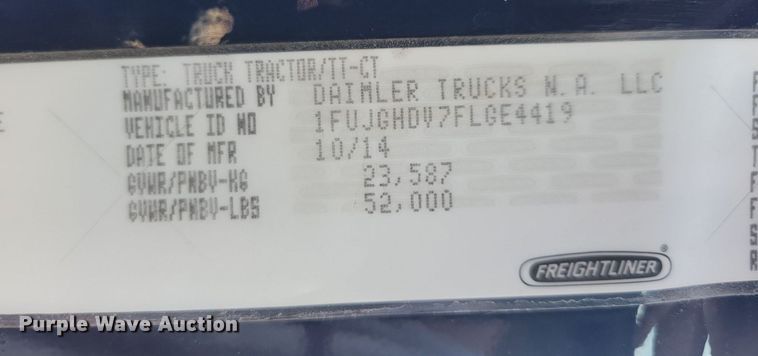 TYPE: TRUCK TRACTOR/TT-CT
MANUFACTURED BY DAIMLER TRUCKS N.A. LLC
VEHICLE ID NO 1FUJGHDV7FLGE4419
DATE OF MFR 10/14
GVWR/PNBV-KG 23,587
GVWR/PNBV-LBS 52,000
FREIGHTLINER®
Purple Wave Auction